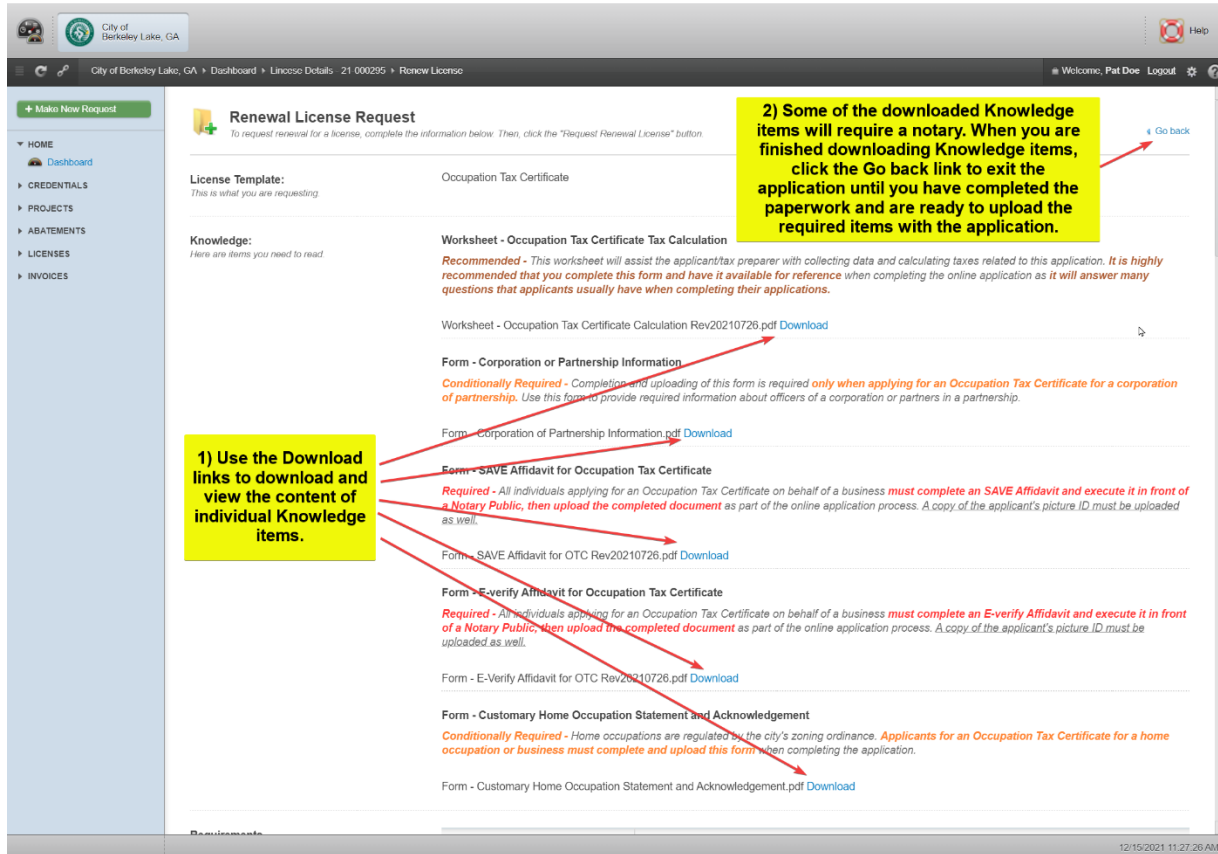 City of
Berkeley Lake, GA
Help
City of Berkeley Lake, GA ▸ Dashboard ▸ Lincese Details 21-000295 ▸ Renew License
Welcome, Pat Doe Logout
+ Make New Request
HOME
Dashboard
CREDENTIALS
PROJECTS
ABATEMENTS
LICENSES
INVOICES
Renewal License Request
To request renewal for a license, complete the information below. Then, click the "Request Renewal License" button.
Go back
2) Some of the downloaded Knowledge
items will require a notary. When you are
finished downloading Knowledge items,
click the Go back link to exit the
application until you have completed the
paperwork and are ready to upload the
required items with the application.
License Template:
This is what you are requesting.
Occupation Tax Certificate
Knowledge:
Here are items you need to read.
Worksheet - Occupation Tax Certificate Tax Calculation
Recommended - This worksheet will assist the applicant/tax preparer with collecting data and calculating taxes related to this application. It is highly
recommended that you complete this form and have it available for reference when completing the online application as it will answer many
questions that applicants usually have when completing their applications.
Worksheet - Occupation Tax Certificate Calculation Rev20210726.pdf Download
Form - Corporation or Partnership Information
Conditionally Required - Completion and uploading of this form is required only when applying for an Occupation Tax Certificate for a corporation
of partnership. Use this form to provide required information about officers of a corporation or partners in a partnership.
Form - Corporation of Partnership Information.pdf Download
1) Use the Download
links to download and
view the content of
individual Knowledge
items.
Form - SAVE Affidavit for Occupation Tax Certificate
Required - All individuals applying for an Occupation Tax Certificate on behalf of a business must complete an SAVE Affidavit and execute it in front of
a Notary Public, then upload the completed document as part of the online application process. A copy of the applicant's picture ID must be uploaded
as well.
Form - SAVE Affidavit for OTC Rev20210726.pdf Download
Form - E-verify Affidavit for Occupation Tax Certificate
Required - All individuals applying for an Occupation Tax Certificate on behalf of a business must complete an E-verify Affidavit and execute it in front
of a Notary Public, then upload the completed document as part of the online application process. A copy of the applicant's picture ID must be
uploaded as well.
Form - E-Verify Affidavit for OTC Rev20210726.pdf Download
Form - Customary Home Occupation Statement and Acknowledgement
Conditionally Required - Home occupations are regulated by the city's zoning ordinance. Applicants for an Occupation Tax Certificate for a home
occupation or business must complete and upload this form when completing the application.
Form - Customary Home Occupation Statement and Acknowledgement.pdf Download
Requirements
12/15/2021 11:27:26 AM